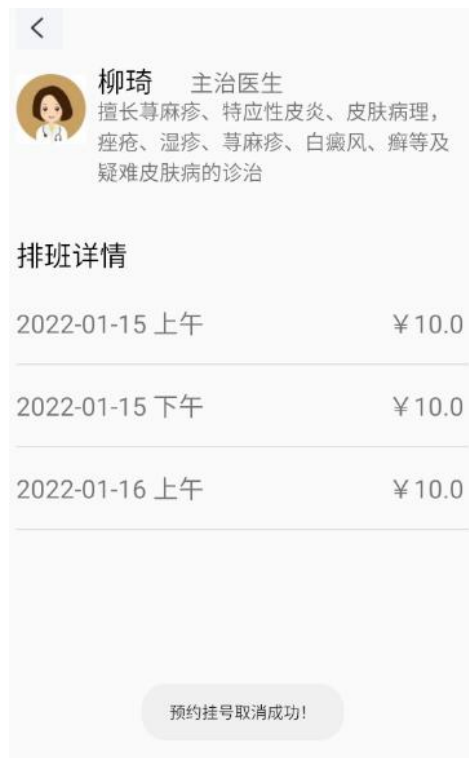 柳琦 主治医生
擅长荨麻疹、特应性皮炎、皮肤病理，
痤疮、湿疹、荨麻疹、白癜风、癣等及
疑难皮肤病的诊治
排班详情
2022-01-15 上午 ￥10.0
2022-01-15 下午 ￥10.0
2022-01-16 上午 ￥10.0
预约挂号取消成功!